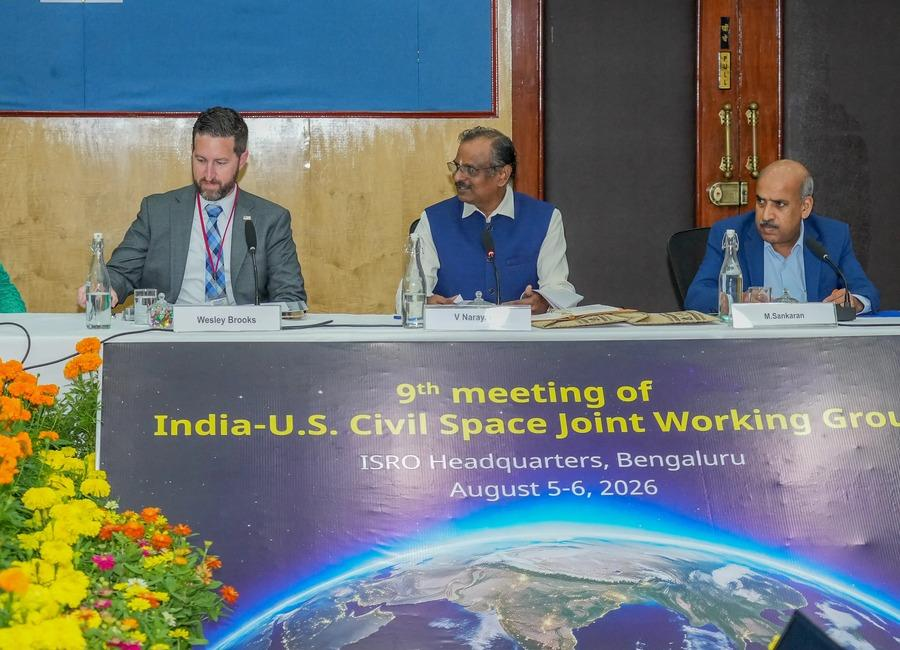 PULL
Wesley Brooks
V Naray
M.Sankaran
9th meeting of
India-U.S. Civil Space Joint Working Grou
ISRO Headquarters, Bengaluru
August 5-6, 2026